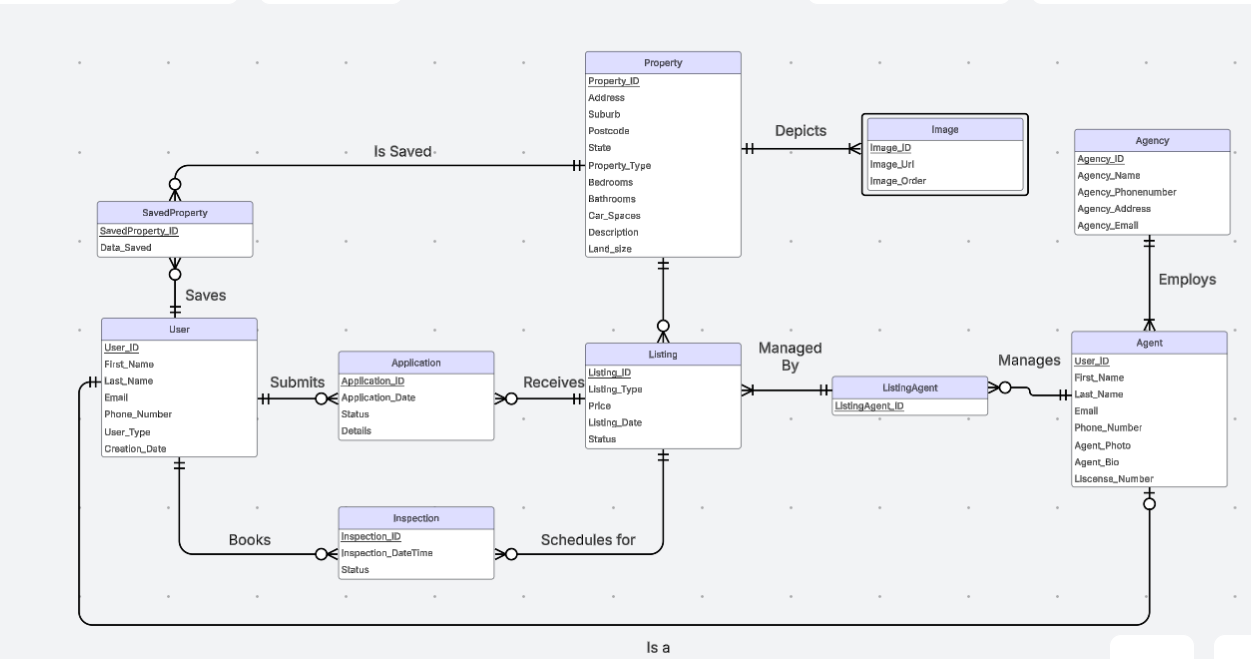 Property
Property_ID
Address
Suburb
Postcode
State
Property_Type
Bedrooms
Bathrooms
Car_Spaces
Description
Land_size
Depicts
Image
Image_ID
Image_Url
Image_Order
Agency
Agency_ID
Agency_Name
Agency_Phonenumber
Agency_Address
Agency_Email
Is Saved
SavedProperty
SavedProperty_ID
Data_Saved
Saves
Employs
User
User_ID
First_Name
Last_Name
Email
Phone_Number
User_Type
Creation_Date
Submits
Application
Application_ID
Application_Date
Status
Details
Receives
Listing
Listing_ID
Listing_Type
Price
Listing_Date
Status
Managed
By
ListingAgent
ListingAgent_ID
Manages
Agent
User_ID
First_Name
Last_Name
Email
Phone_Number
Agent_Photo
Agent_Bio
Liscense_Number
Books
Inspection
Inspection_ID
Inspection_DateTime
Status
Schedules for
Is a